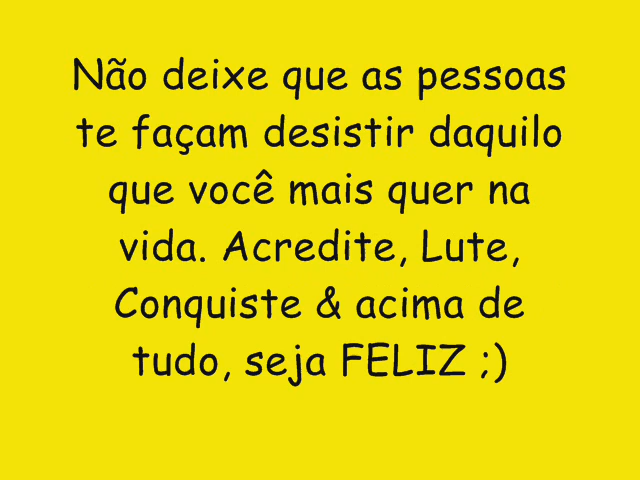 Não deixe que as pessoas
te façam desistir daquilo
que você mais quer na
vida. Acredite, Lute,
Conquiste & acima de
tudo, seja FELIZ ;)